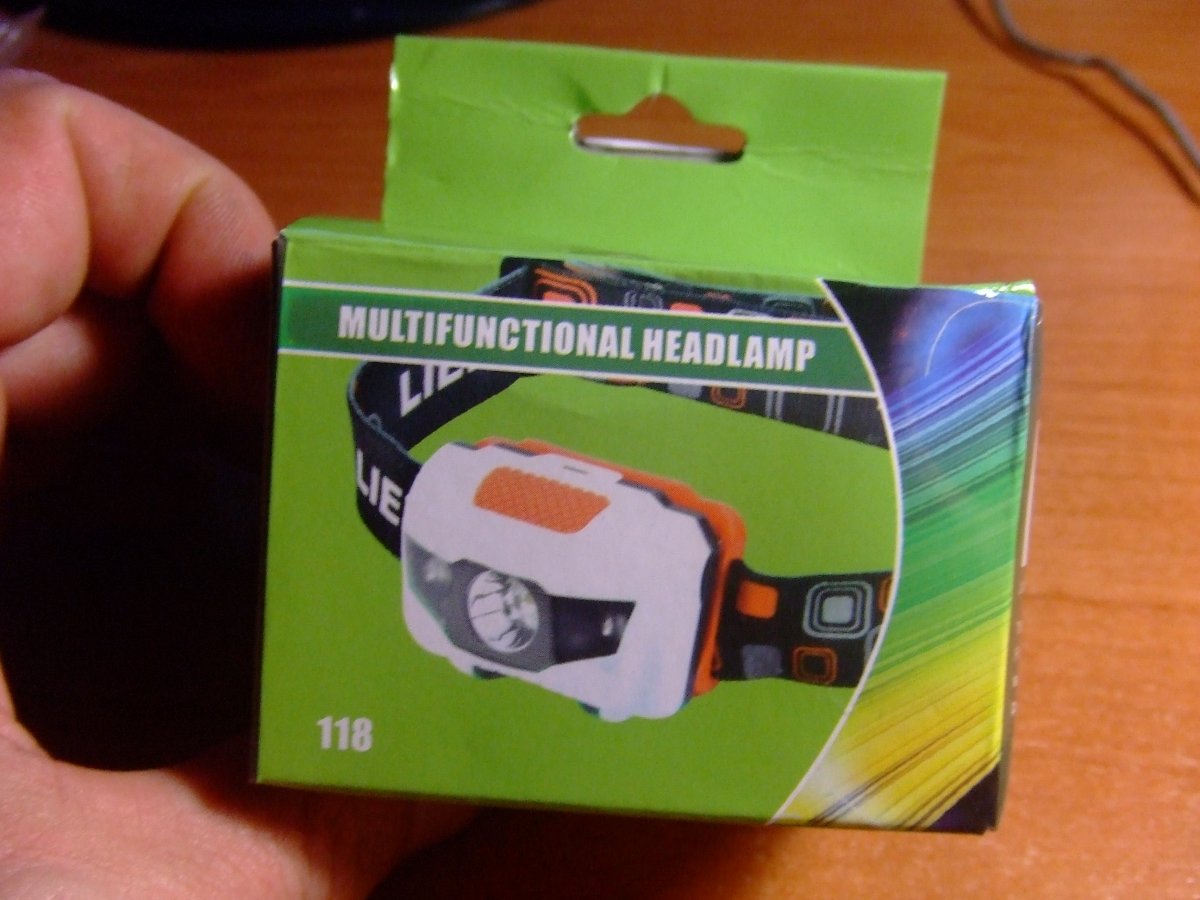 MULTIFUNCTIONAL HEADLAMP
118